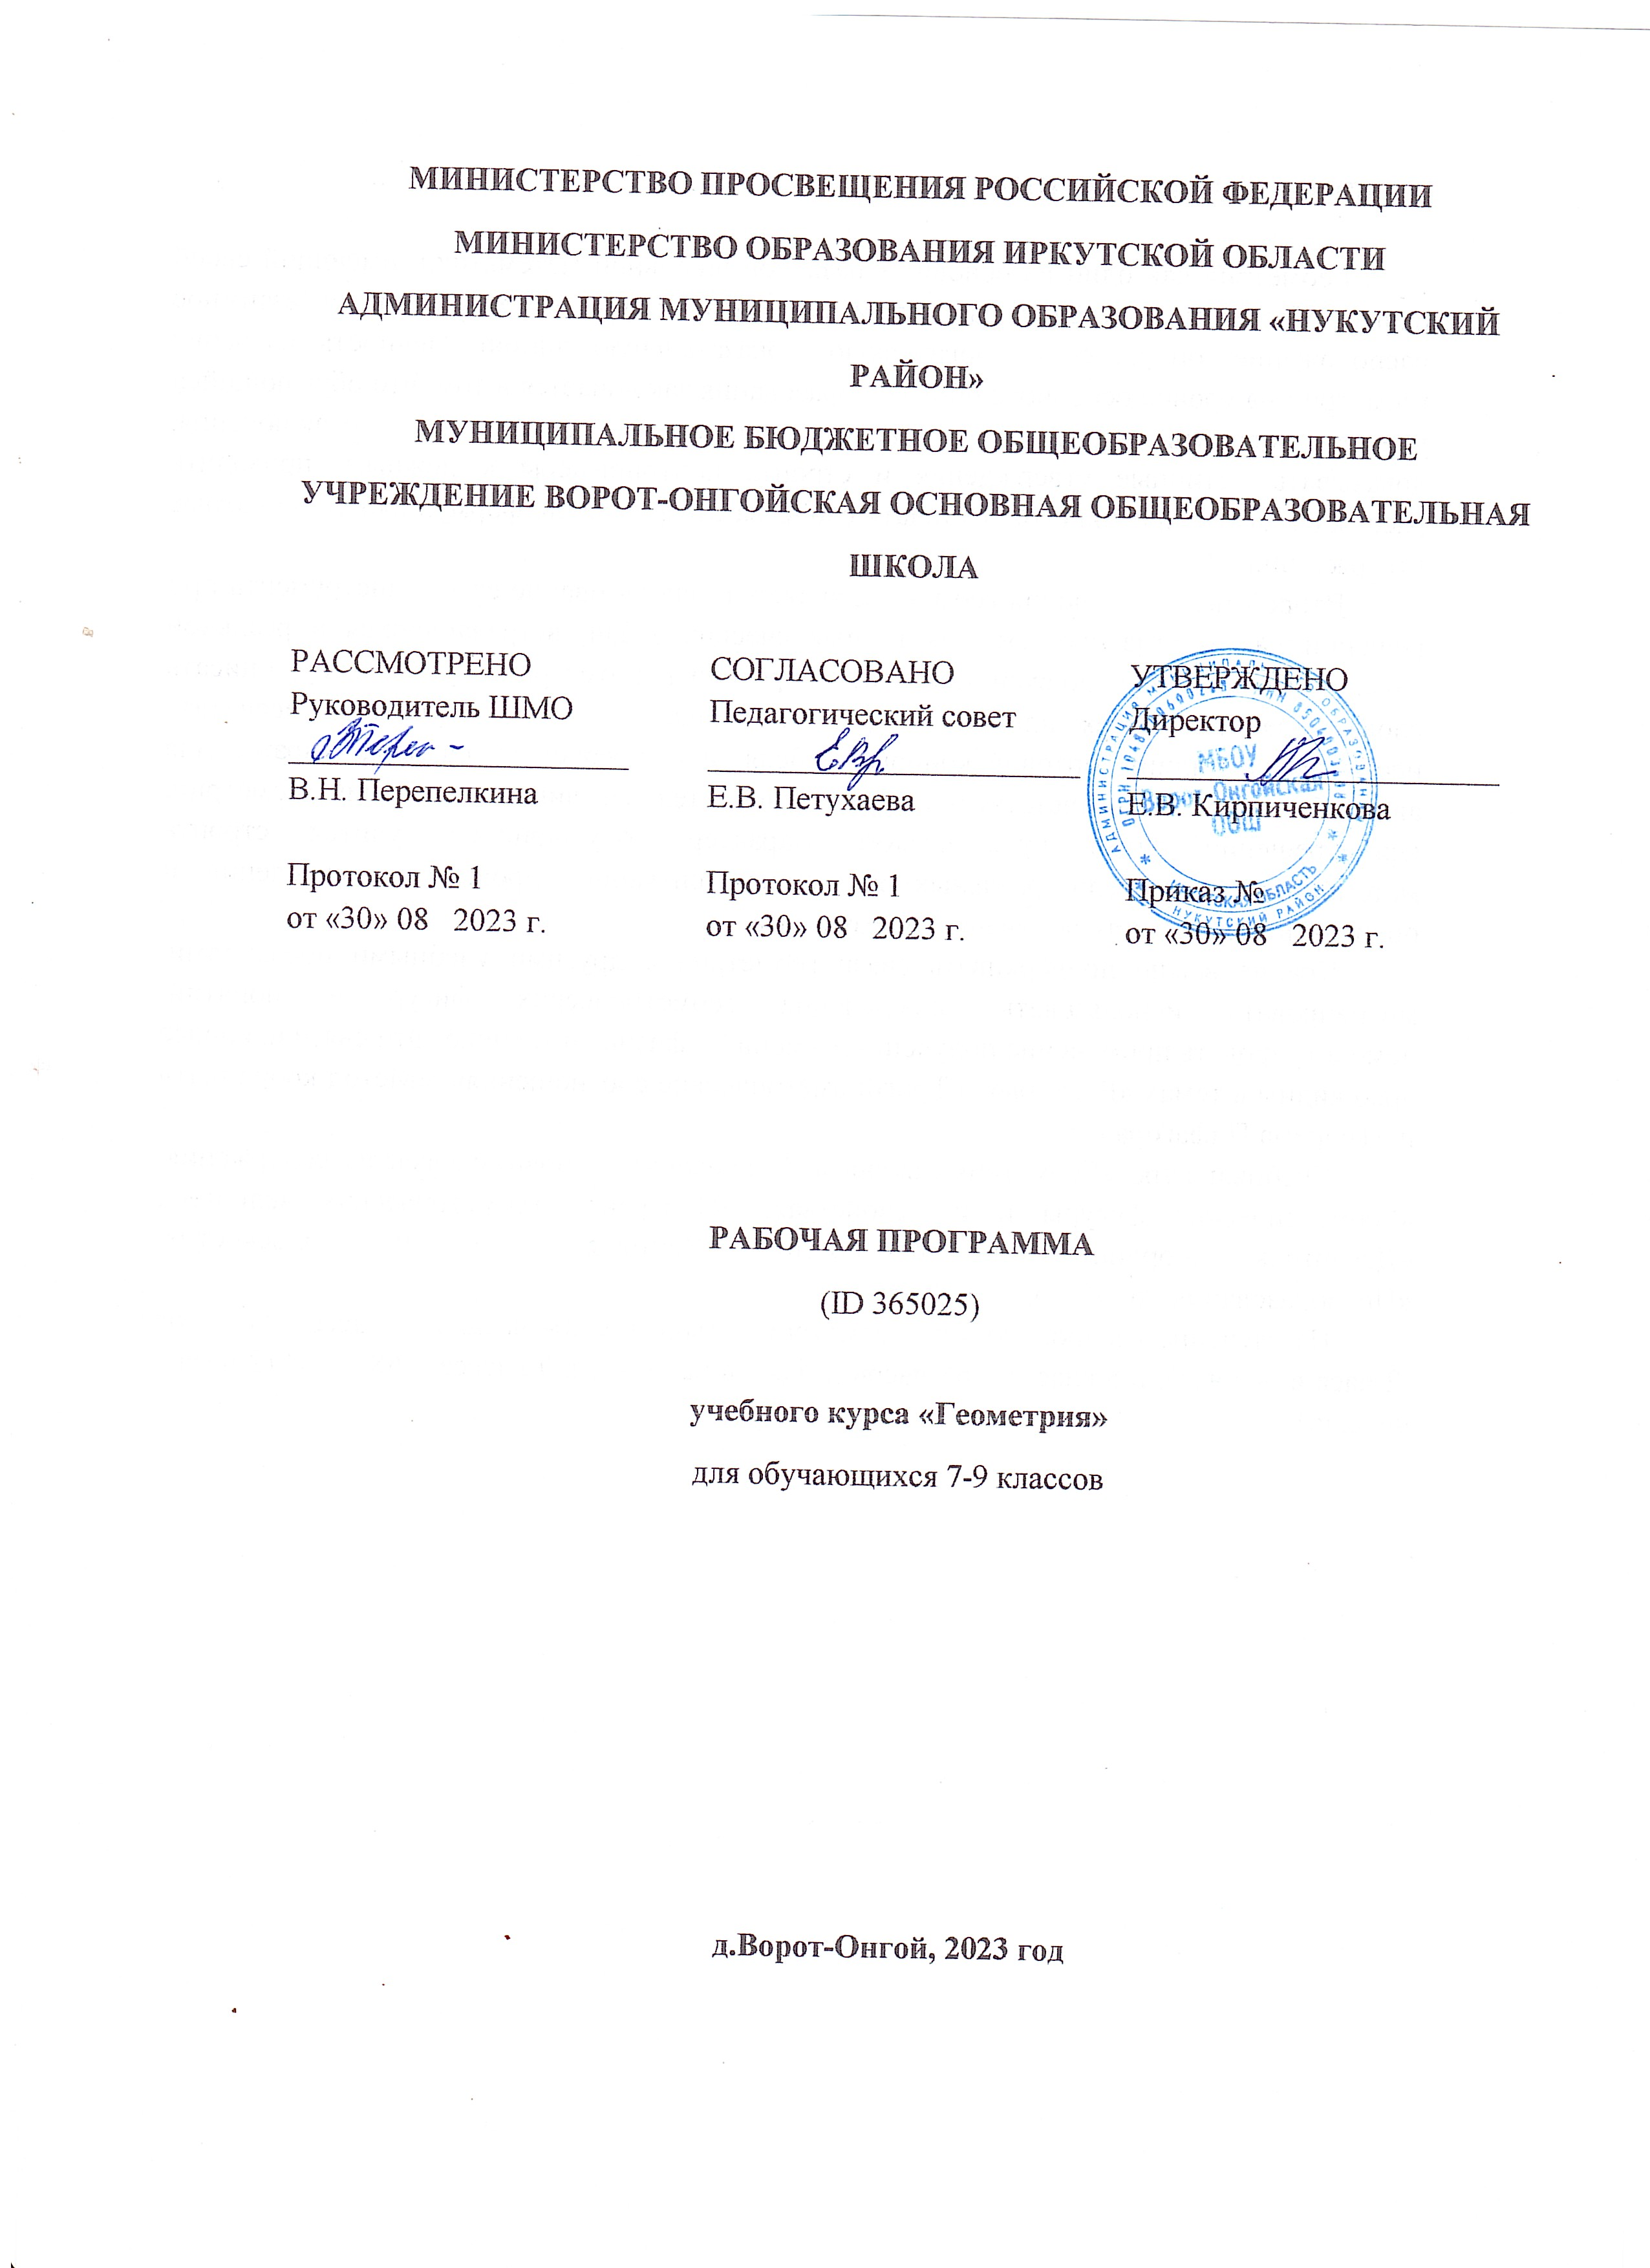 МИНИСТЕРСТВО ПРОСВЕЩЕНИЯ РОССИЙСКОЙ ФЕДЕРАЦИИ
МИНИСТЕРСТВО ОБРАЗОВАНИЯ ИРКУТСКОЙ ОБЛАСТИ
АДМИНИСТРАЦИЯ МУНИЦИПАЛЬНОГО ОБРАЗОВАНИЯ «НУКУТСКИЙ
РАЙОН»
МУНИЦИПАЛЬНОЕ БЮДЖЕТНОЕ ОБЩЕОБРАЗОВАТЕЛЬНОЕ
УЧРЕЖДЕНИЕ ВОРОТ-ОНГОЙСКАЯ ОСНОВНАЯ ОБЩЕОБРАЗОВАТЕЛЬНАЯ
ШКОЛА
РАССМОТРЕНО
Руководитель ШМО
В.Н. Перепелкина
Протокол № 1
от «30» 08 2023 г.
СОГЛАСОВАНО
Педагогический совет
Е.В. Петухаева
Протокол № 1
от «30» 08 2023 г.
УТВЕРЖДЕНО
Директор
Е.В. Кирпиченкова
Приказ №
от «30» 08 2023 г.
МБОУ
Ворот-Онгойская
ООШ
НУКУТСКИЙ РАЙОН
РАБОЧАЯ ПРОГРАММА
(ID 365025)
учебного курса «Геометрия»
для обучающихся 7-9 классов
д.Ворот-Онгой, 2023 год